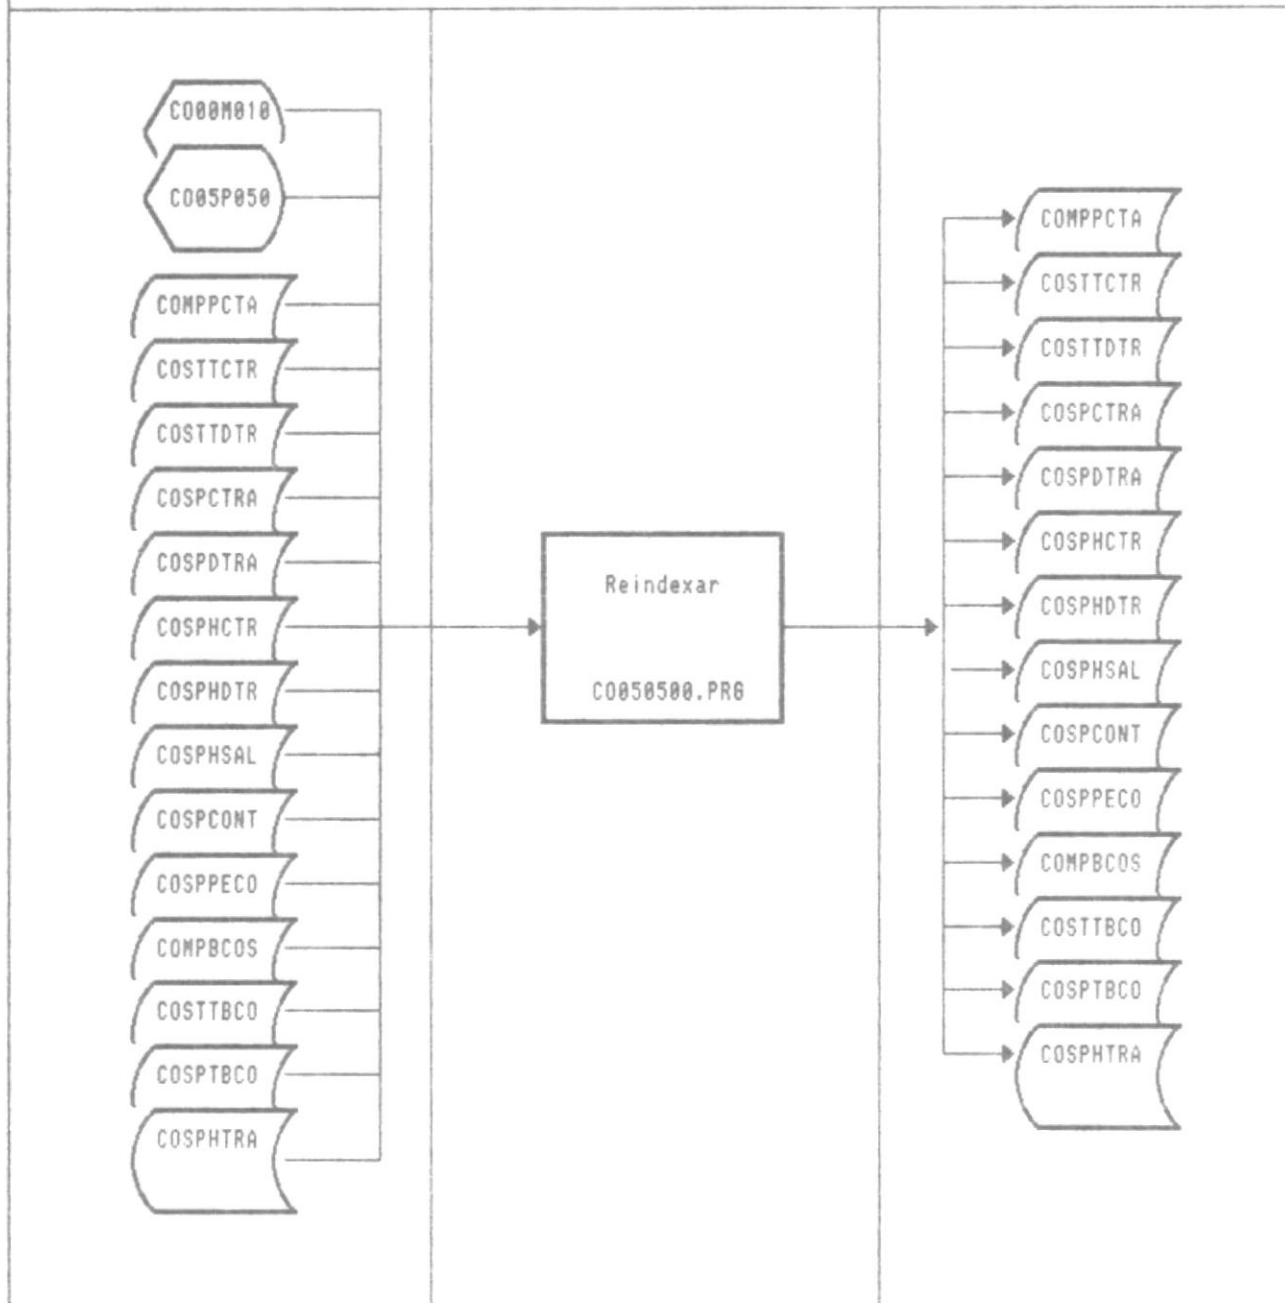 CO00M010
CO05P050
COMPPCTA
COSTTCTR
COSTTDTR
COSPCTRA
COSPDTRA
COSPHCTR
COSPHDTR
COSPHSAL
COSPCONT
COSPPECO
COMPBCOS
COSTTBCO
COSPTBCO
COSPHTRA
Reindexar
CO050500.PRG
COMPPCTA
COSTTCTR
COSTTDTR
COSPCTRA
COSPDTRA
COSPHCTR
COSPHDTR
COSPHSAL
COSPCONT
COSPPECO
COMPBCOS
COSTTBCO
COSPTBCO
COSPHTRA